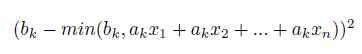 (b_k − min(b_k, a_k x_1 + a_k x_2 + ... + a_k x_n))^2